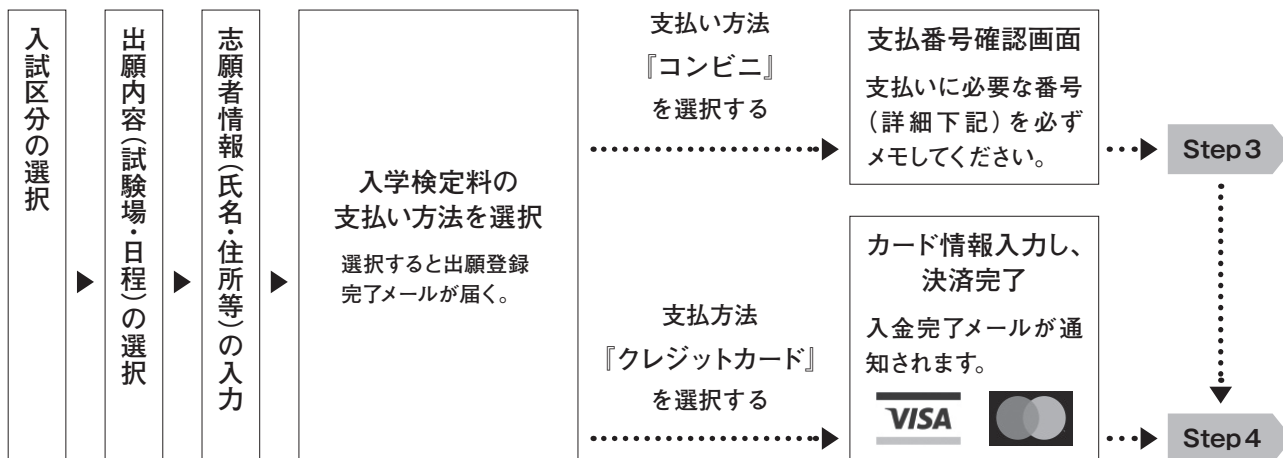 入試区分の選択
出願内容(試験場・日程)の選択
志願者情報(氏名・住所等)の入力
入学検定料の
支払い方法を選択
選択すると出願登録
完了メールが届く。
支払い方法
『コンビニ』
を選択する
支払番号確認画面
支払いに必要な番号
(詳細下記)を必ず
メモしてください。
Step3
支払方法
『クレジットカード』
を選択する
カード情報入力し、
決済完了
入金完了メールが通
知されます。
VISA
Step4